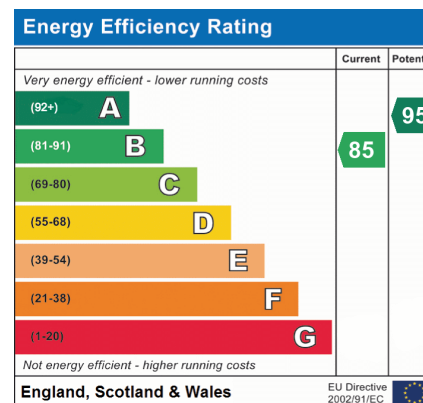 Energy Efficiency Rating
Current Potent
Very energy efficient - lower running costs
(92+) A
95
(81-91) B
85
(69-80) C
(55-68) D
(39-54) E
(21-38) F
(1-20) G
Not energy efficient - higher running costs
England, Scotland & Wales
EU Directive
2002/91/EC